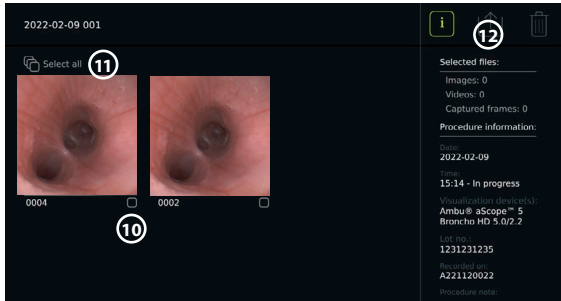 2022-02-09 001
i
12
Select all
11
0004
0002
10
Selected files:
Images: 0
Videos: 0
Captured frames: 0
Procedure information:
Date:
2022-02-09
Time:
15:14 - In progress
Visualization device(s):
Ambu® aScope™ 5
Broncho HD 5.0/2.2
Lot no.:
1231231235
Recorded on:
A221120022
Procedure note: